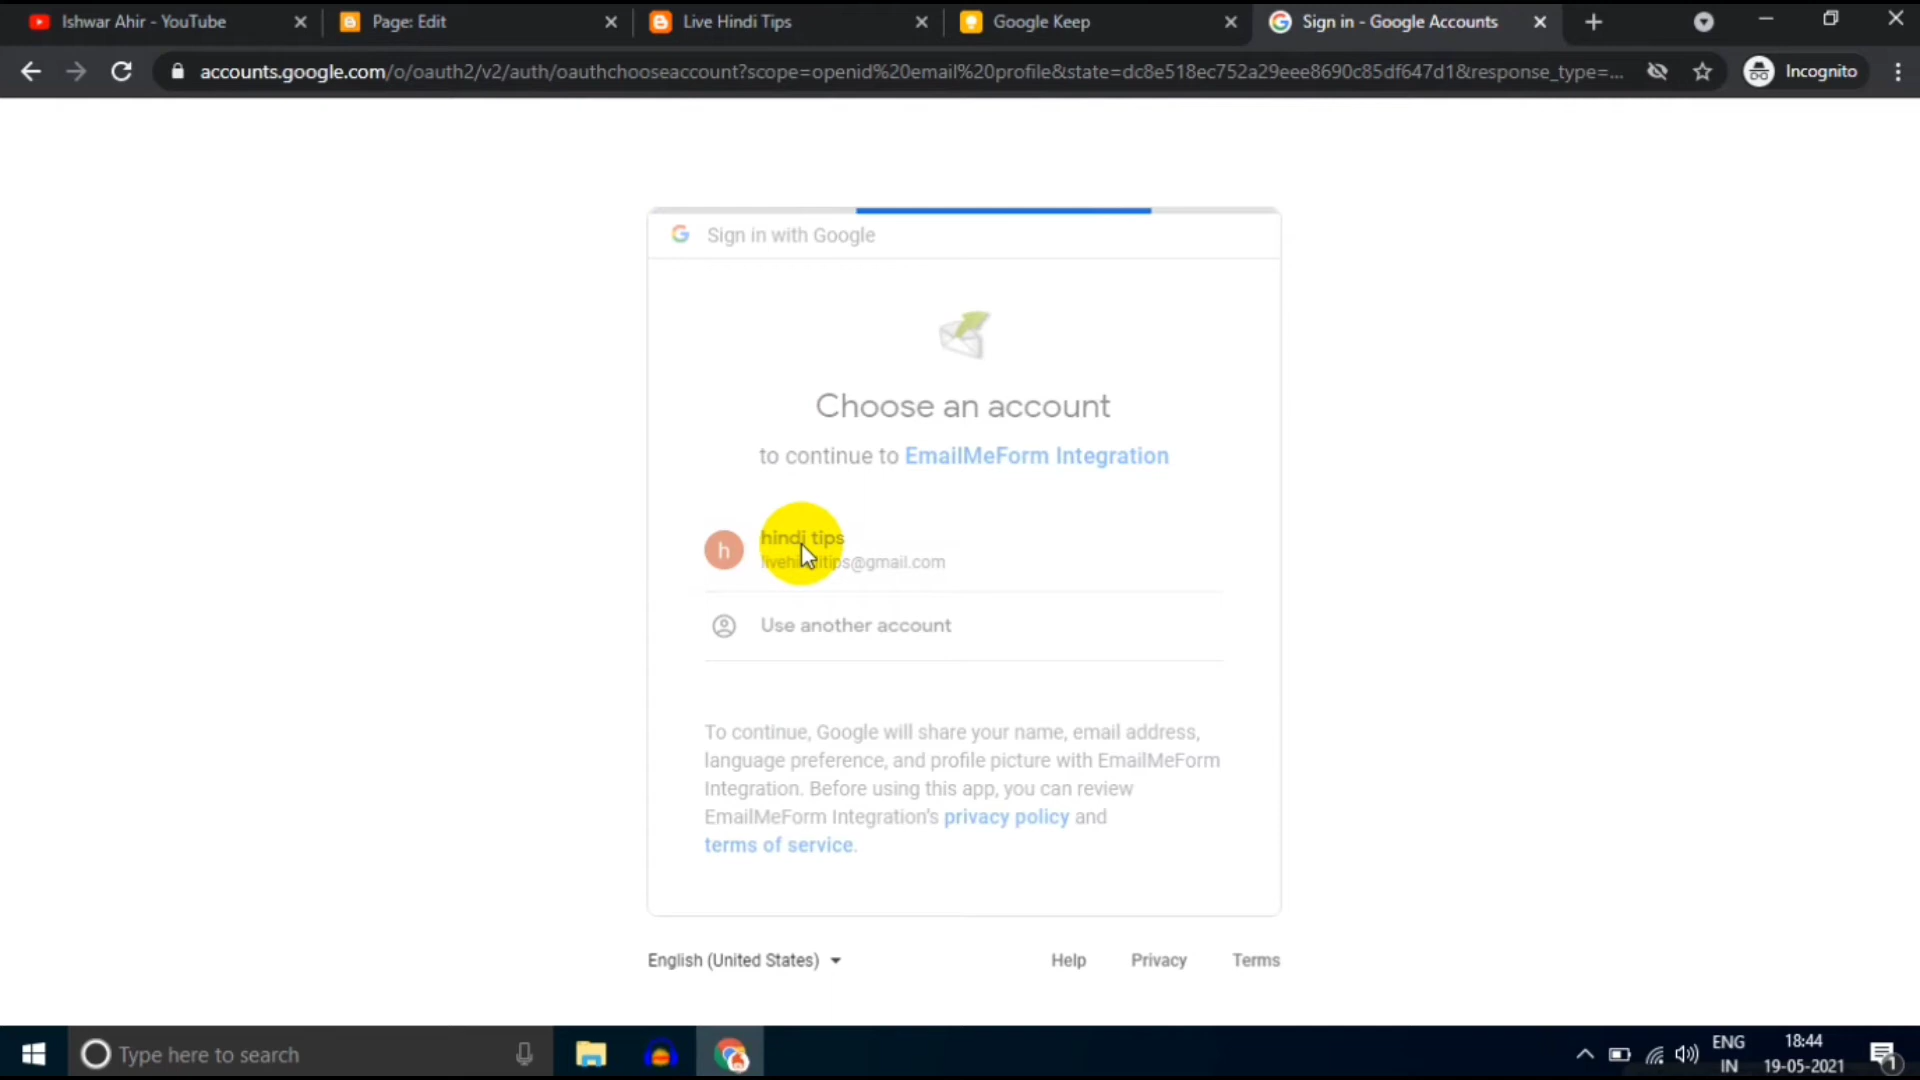 Ishwar Ahir - YouTube
Page: Edit
Live Hindi Tips
Google Keep
Sign in - Google Accounts
accounts.google.com/o/oauth2/v2/auth/oauthchooseaccount?scope=openid%20email%20profile&state=dc8e518ec752a29eee8690c85df647d1&response_type=...
Incognito
Sign in with Google
Choose an account
to continue to EmailMeForm Integration
h
hindi tips
livehinditips@gmail.com
Use another account
To continue, Google will share your name, email address,
language preference, and profile picture with EmailMeForm
Integration. Before using this app, you can review
EmailMeForm Integration's privacy policy and
terms of service.
English (United States)
Help
Privacy
Terms
Type here to search
ENG
IN
18:44
19-05-2021
1